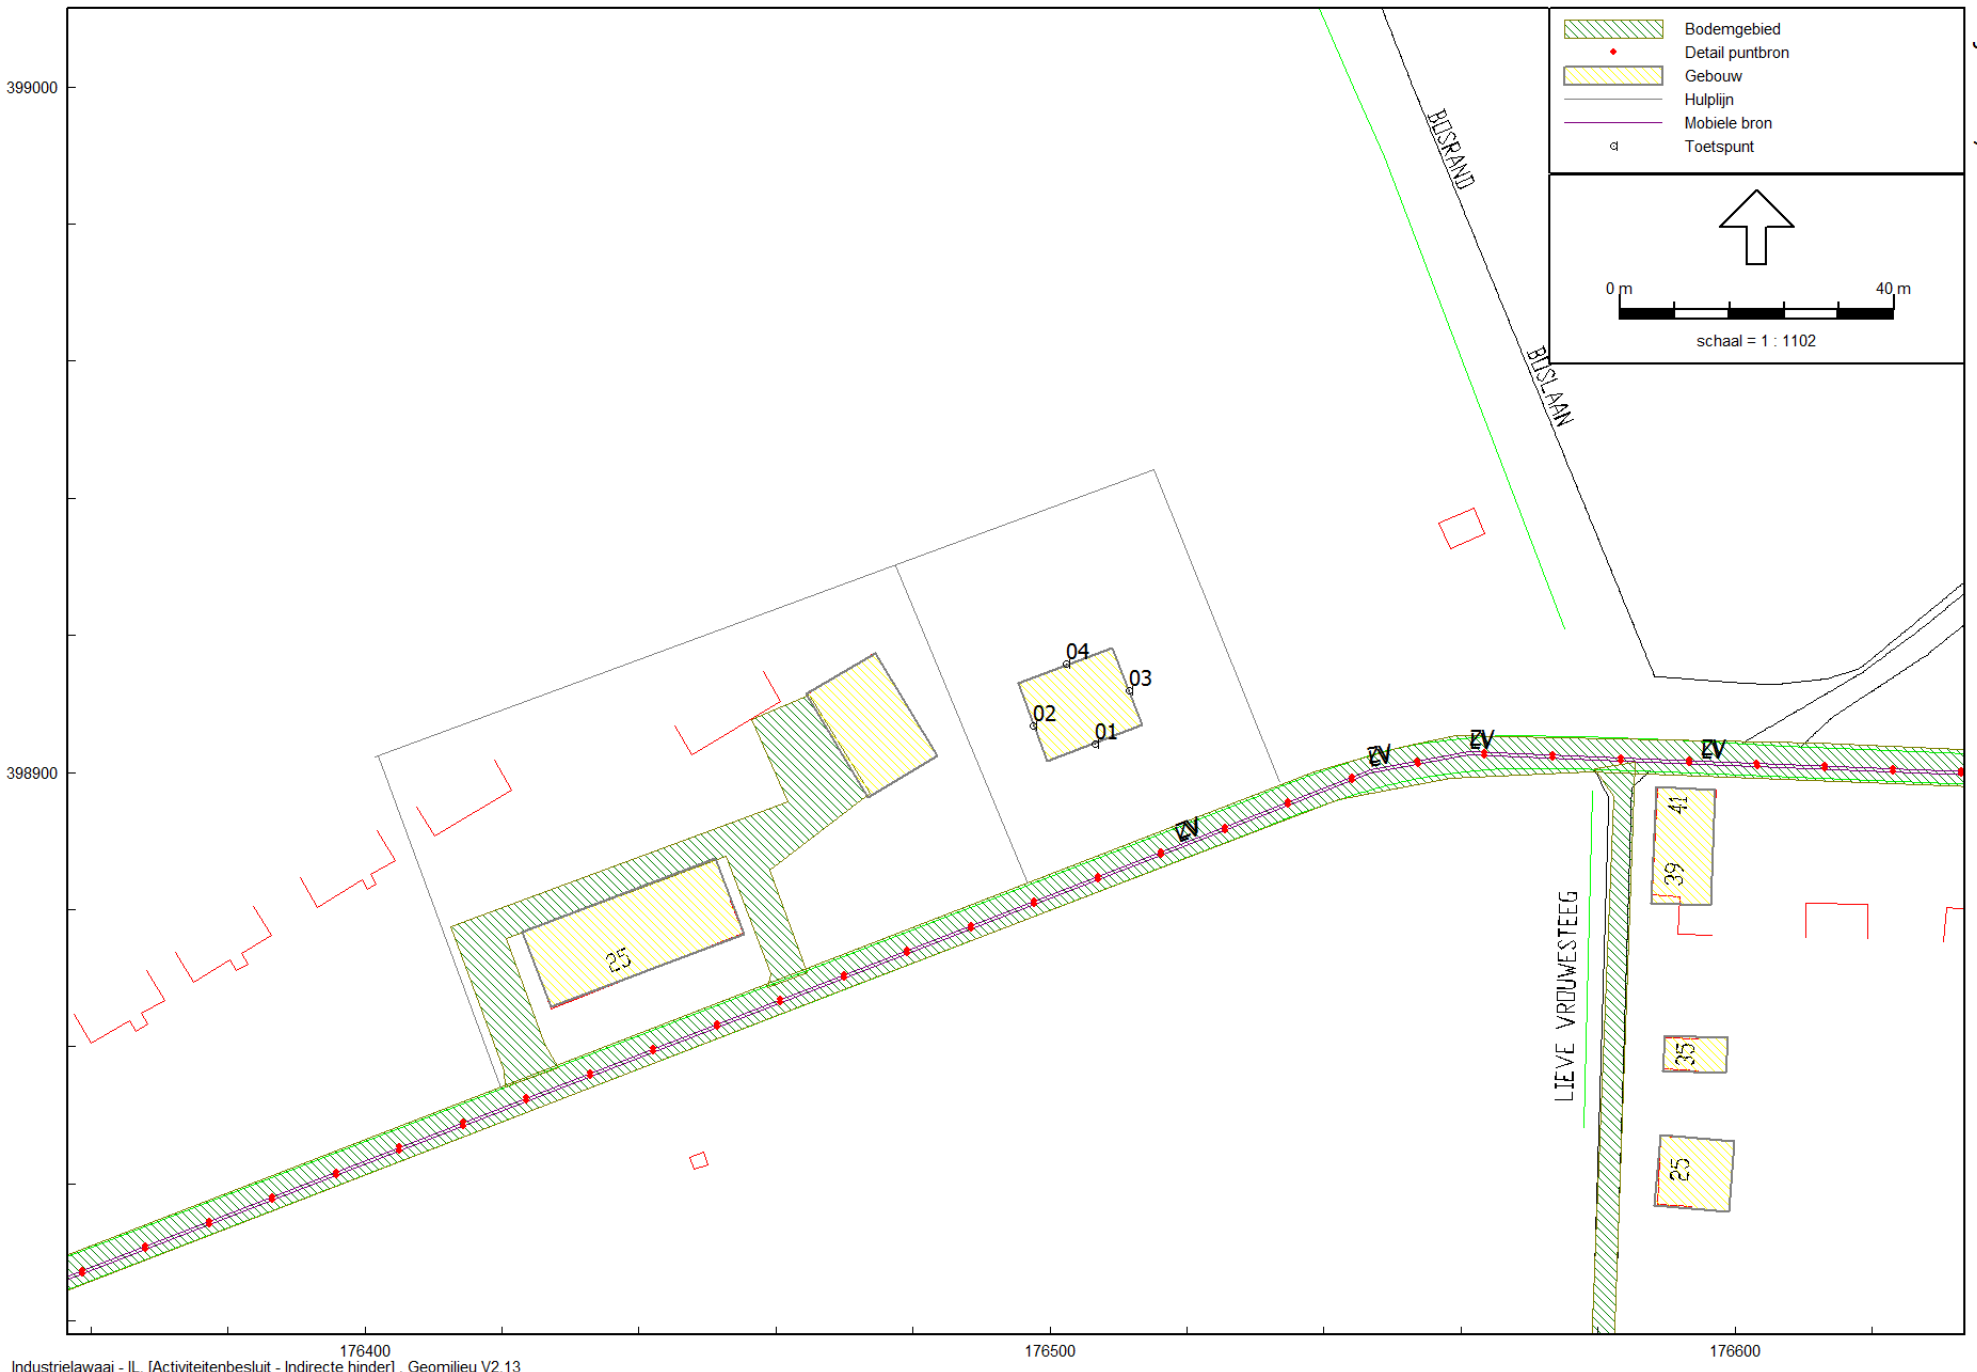 Bodemgebied
Detail puntbron
Gebouw
Hulplijn
Mobiele bron
Toetspunt
0 m 40 m
schaal = 1 : 1102
399000
398900
BOSRAND
BOSLAAN
04
03
02
01
ZV
ZV
ZV
ZV
41
39
25
LIEVE VROUWESTEEG
35
25
176400 176500 176600
Industrielawaai - IL, [Activiteitenbesluit - Indirecte hinder] , Geomilieu V2.13